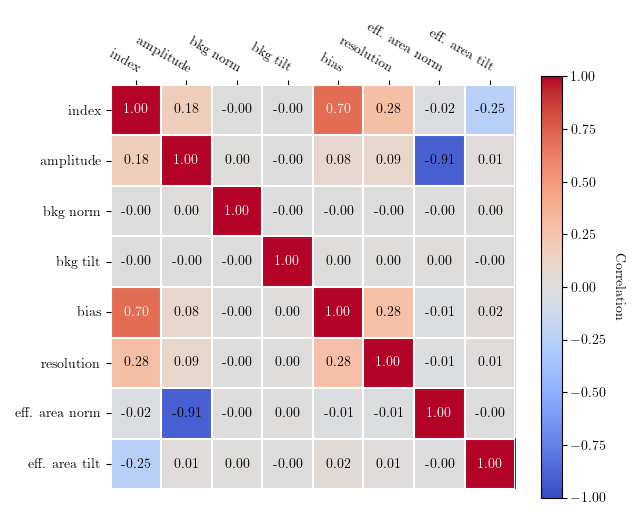 index amplitude bkg norm bkg tilt bias resolution eff. area norm eff. area tilt
index 1.00 0.18 -0.00 -0.00 0.70 0.28 -0.02 -0.25
amplitude 0.18 1.00 0.00 -0.00 0.08 0.09 -0.91 0.01
bkg norm -0.00 0.00 1.00 -0.00 -0.00 -0.00 -0.00 0.00
bkg tilt -0.00 -0.00 -0.00 1.00 0.00 0.00 0.00 -0.00
bias 0.70 0.08 -0.00 0.00 1.00 0.28 -0.01 0.02
resolution 0.28 0.09 -0.00 0.00 0.28 1.00 -0.01 0.01
eff. area norm -0.02 -0.91 -0.00 0.00 -0.01 -0.01 1.00 -0.00
eff. area tilt -0.25 0.01 0.00 -0.00 0.02 0.01 -0.00 1.00
1.00
0.75
0.50
0.25
0.00
−0.25
−0.50
−0.75
−1.00
Correlation